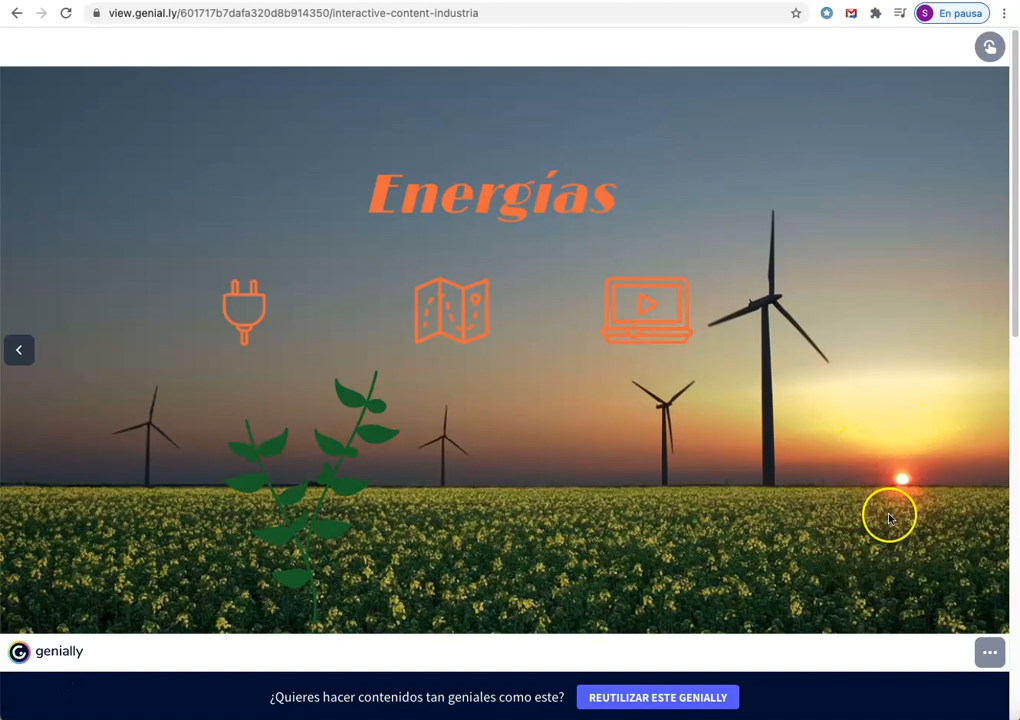 view.genial.ly/601717b7dafa320d8b914350/interactive-content-industria
S
En pausa
Energías
genially
¿Quieres hacer contenidos tan geniales como este?
REUTILIZAR ESTE GENIALLY